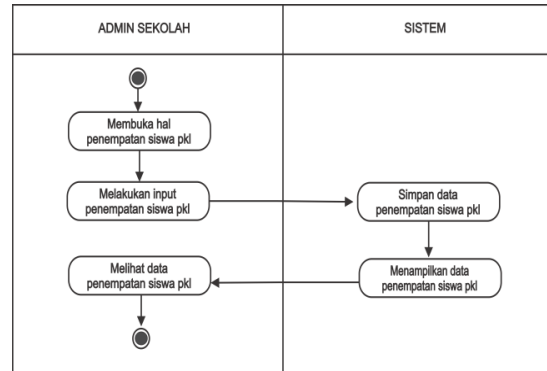 ADMIN SEKOLAH
SISTEM
Membuka hal
penempatan siswa pkl
Melakukan input
penempatan siswa pkl
Simpan data
penempatan siswa pkl
Menampilkan data
penempatan siswa pkl
Melihat data
penempatan siswa pkl